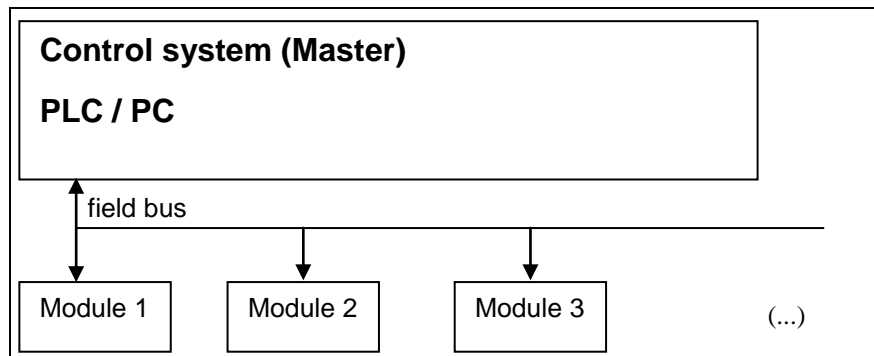 Control system (Master)
PLC / PC
field bus
Module 1
Module 2
Module 3
(...)